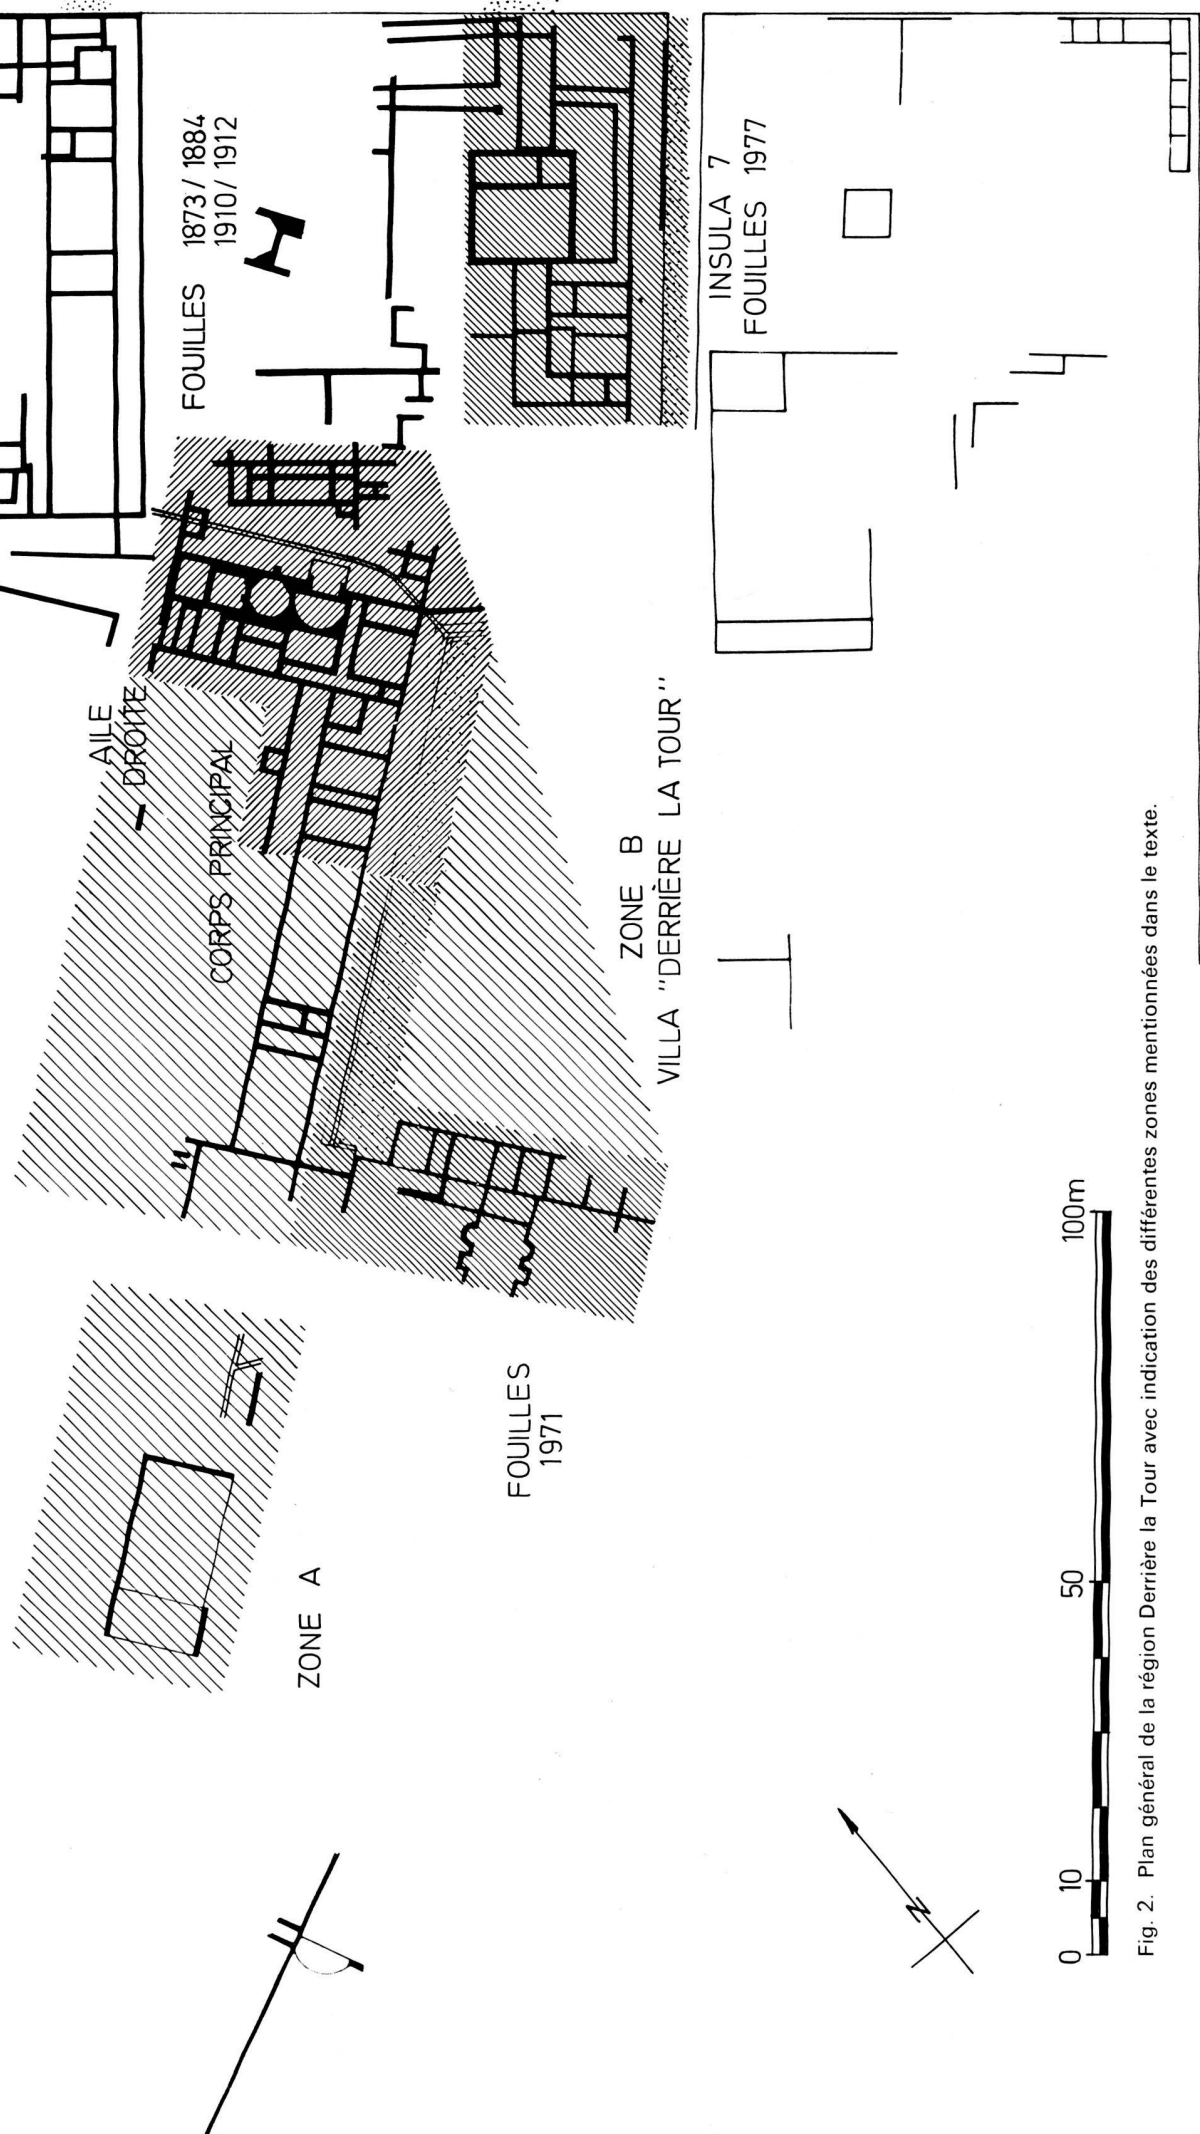 FOUILLES 1873 / 1884
1910 / 1912
INSULA 7
FOUILLES 1977
AILE
DROITE
CORPS PRINCIPAL
ZONE B
VILLA "DERRIÈRE LA TOUR"
FOUILLES
1971
ZONE A
N
0 10 50 100m
Fig. 2. Plan général de la région Derrière la Tour avec indication des différentes zones mentionnées dans le texte.